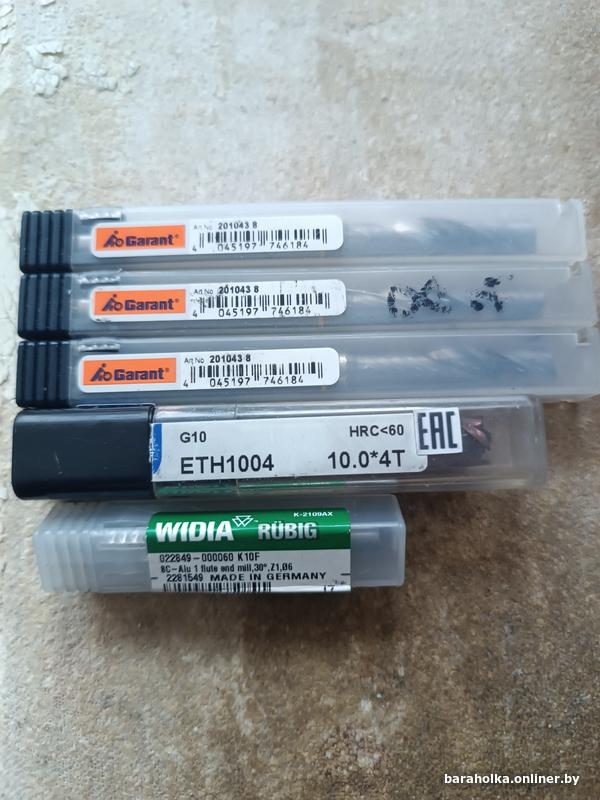 Garant®
Art.No. 201043 8
4 045197 746184
Garant®
Art.No. 201043 8
4 045197 746184
Garant®
Art.No. 201043 8
4 045197 746184
G10
HRC<60
EAC
ETH1004
10.0*4T
K-2109AX
WIDIA RÜBIG
022849-000060 K10F
SC-Alu 1 flute end mill,30°,Z1,Ø6
2281549 MADE IN GERMANY
baraholka.onliner.by